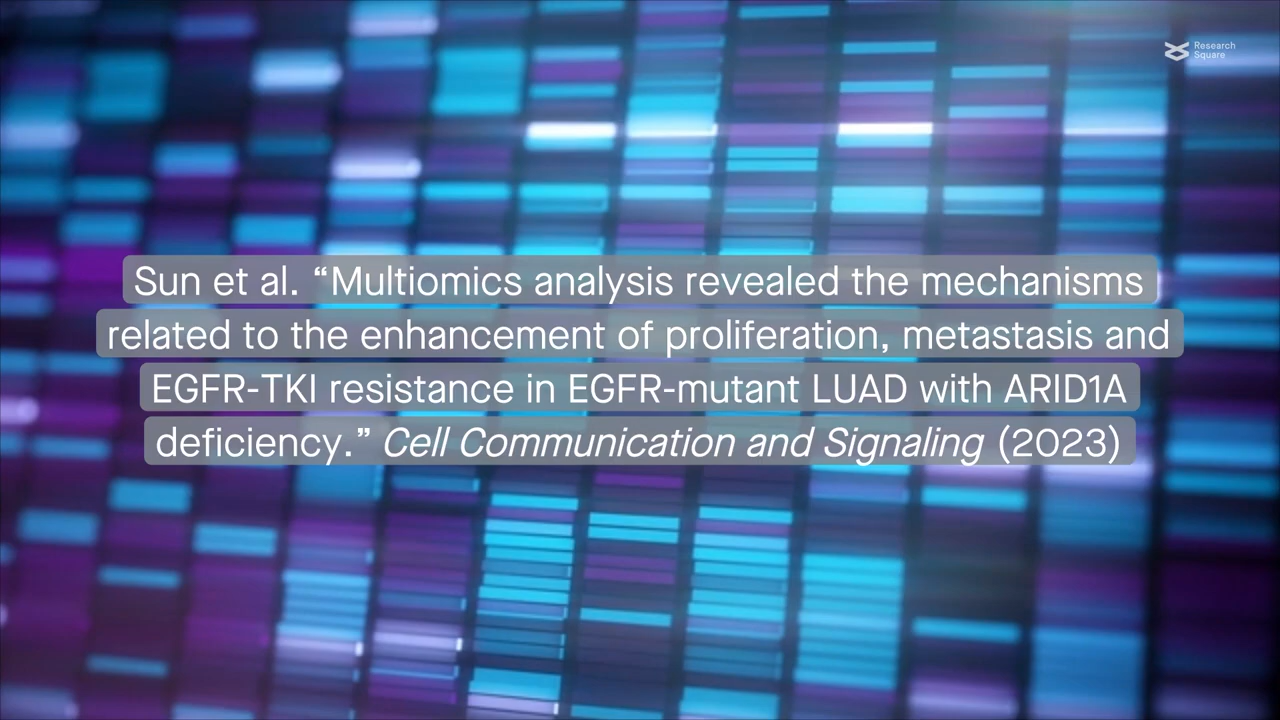 Research
Square
Sun et al. “Multiomics analysis revealed the mechanisms
related to the enhancement of proliferation, metastasis and
EGFR-TKI resistance in EGFR-mutant LUAD with ARID1A
deficiency.” Cell Communication and Signaling (2023)